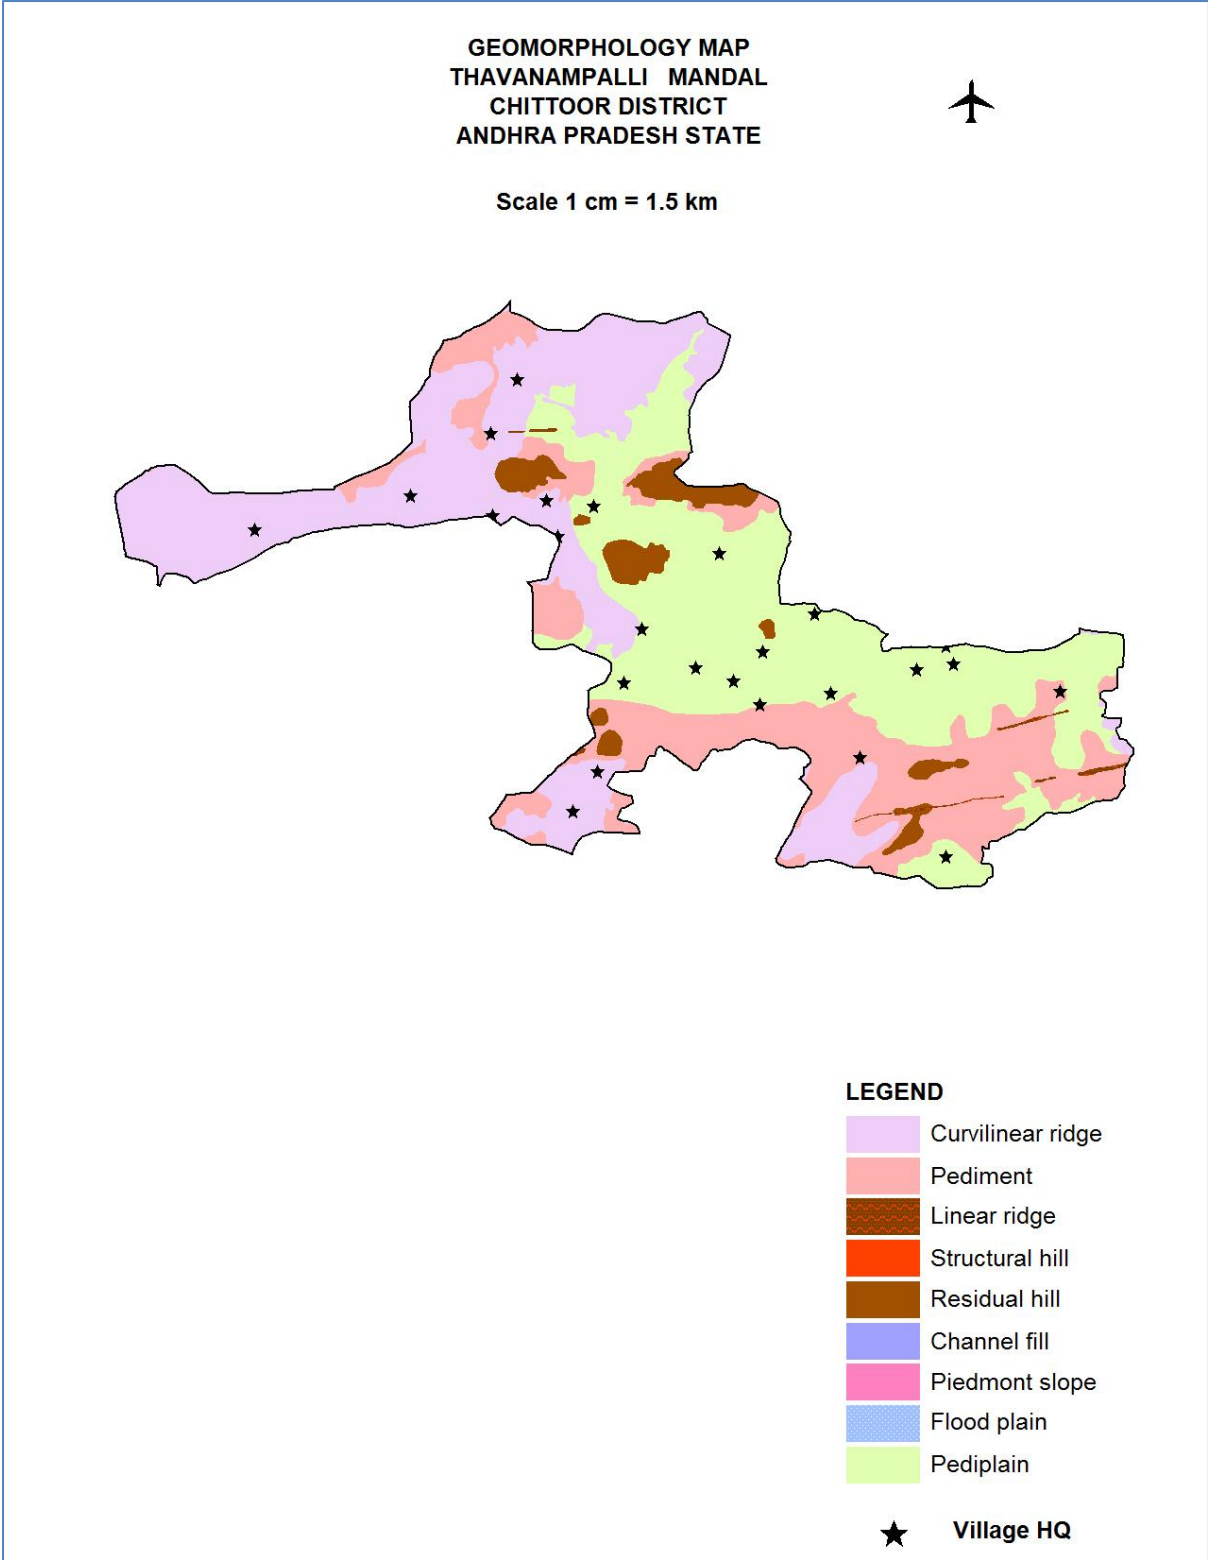 GEOMORPHOLOGY MAP
THAVANAMPALLI MANDAL
CHITTOOR DISTRICT
ANDHRA PRADESH STATE
Scale 1 cm = 1.5 km
LEGEND
Curvilinear ridge
Pediment
Linear ridge
Structural hill
Residual hill
Channel fill
Piedmont slope
Flood plain
Pediplain
Village HQ